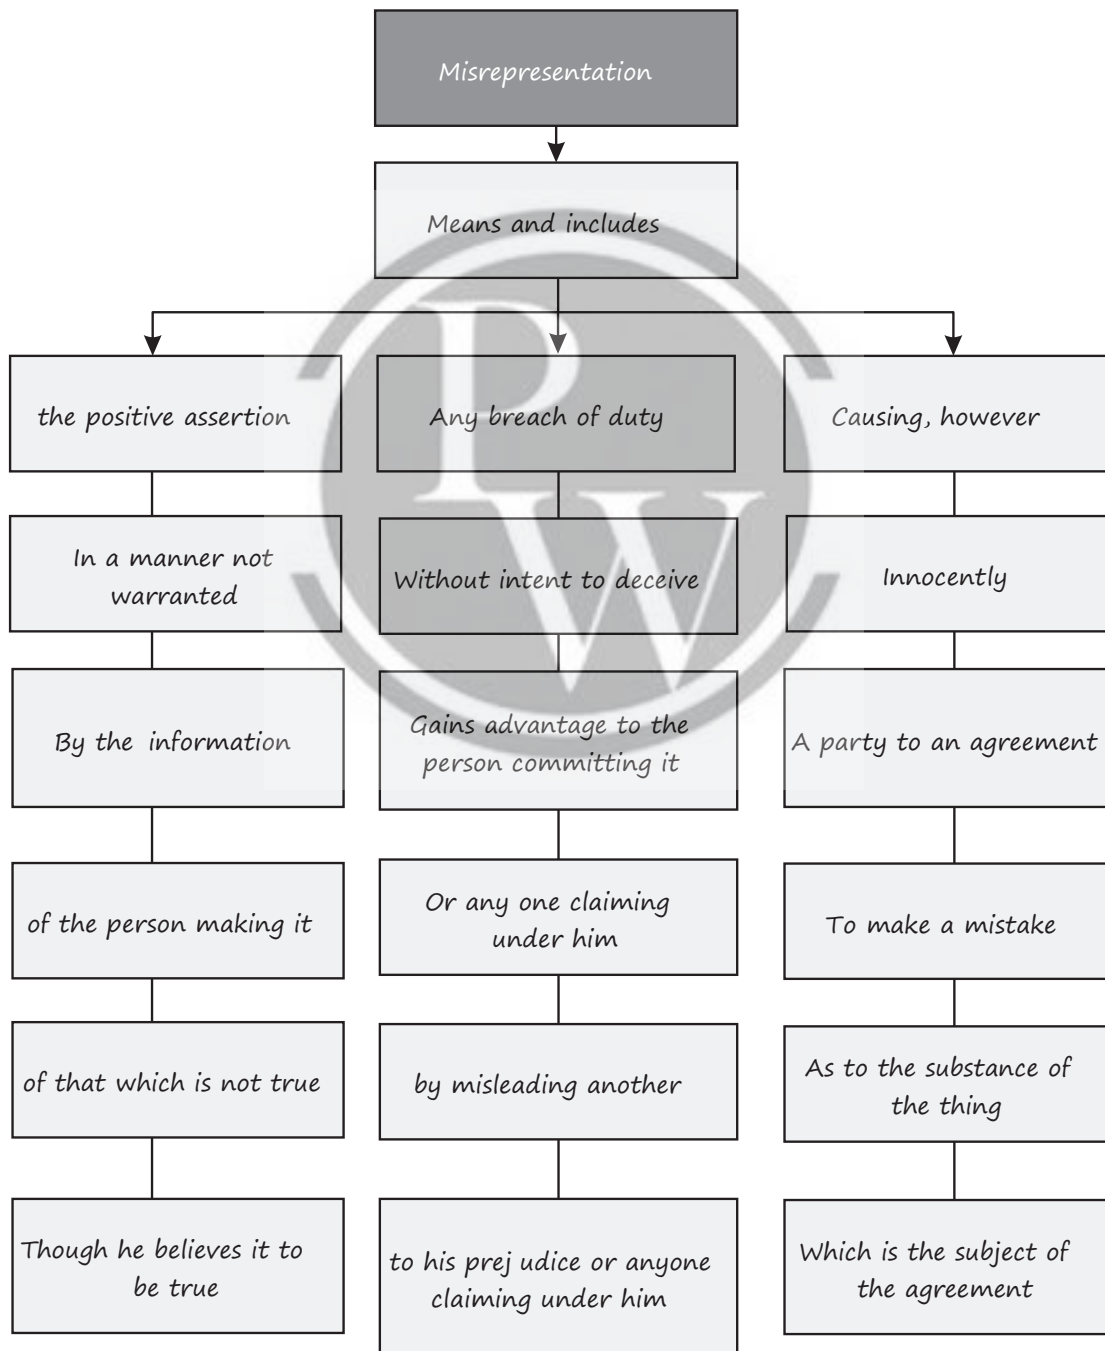 Misrepresentation
Means and includes
the positive assertion
In a manner not
warranted
By the information
of the person making it
of that which is not true
Though he believes it to
be true
Any breach of duty
Without intent to deceive
Gains advantage to the
person committing it
Or any one claiming
under him
by misleading another
to his prej udice or anyone
claiming under him
Causing, however
Innocently
A party to an agreement
To make a mistake
As to the substance of
the thing
Which is the subject of
the agreement
PW